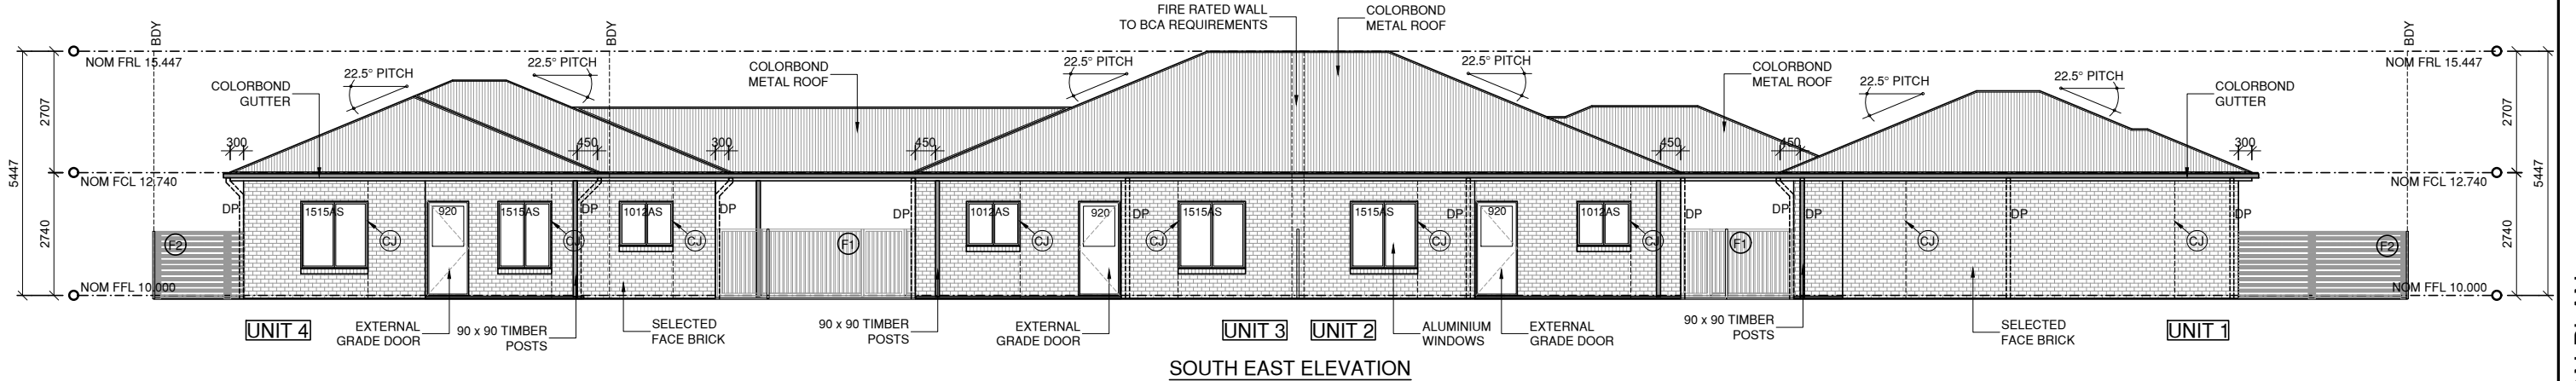 BDY
BDY
BDY
FIRE RATED WALL
TO BCA REQUIREMENTS
COLORBOND
METAL ROOF
NOM FRL 15.447
NOM FRL 15.447
22.5° PITCH
22.5° PITCH
22.5° PITCH
22.5° PITCH
22.5° PITCH
22.5° PITCH
COLORBOND
GUTTER
COLORBOND
METAL ROOF
COLORBOND
METAL ROOF
COLORBOND
GUTTER
5447
2707
2740
2707
2740
5447
300
450
300
450
450
450
300
NOM FCL 12.740
NOM FCL 12.740
DP
DP
DP
DP
DP
DP
DP
DP
DP
DP
DP
1515AS
920
1515AS
1012AS
1012AS
920
1515AS
1515AS
920
1012AS
F2
CJ
CJ
CJ
F1
CJ
CJ
CJ
CJ
F1
CJ
CJ
F2
NOM FFL 10.000
NOM FFL 10.000
UNIT 4
EXTERNAL
GRADE DOOR
90 x 90 TIMBER
POSTS
SELECTED
FACE BRICK
90 x 90 TIMBER
POSTS
EXTERNAL
GRADE DOOR
UNIT 3
UNIT 2
ALUMINIUM
WINDOWS
EXTERNAL
GRADE DOOR
90 x 90 TIMBER
POSTS
SELECTED
FACE BRICK
UNIT 1
SOUTH EAST ELEVATION